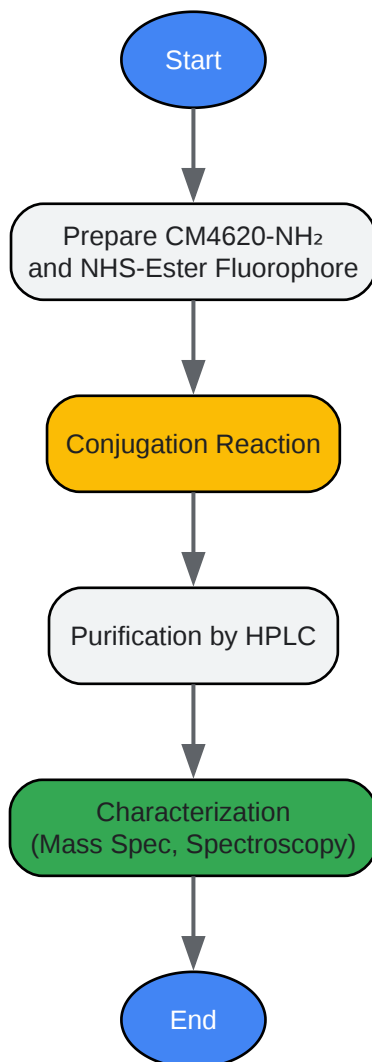 Start
Prepare CM4620-NH₂
and NHS-Ester Fluorophore
Conjugation Reaction
Purification by HPLC
Characterization
(Mass Spec, Spectroscopy)
End